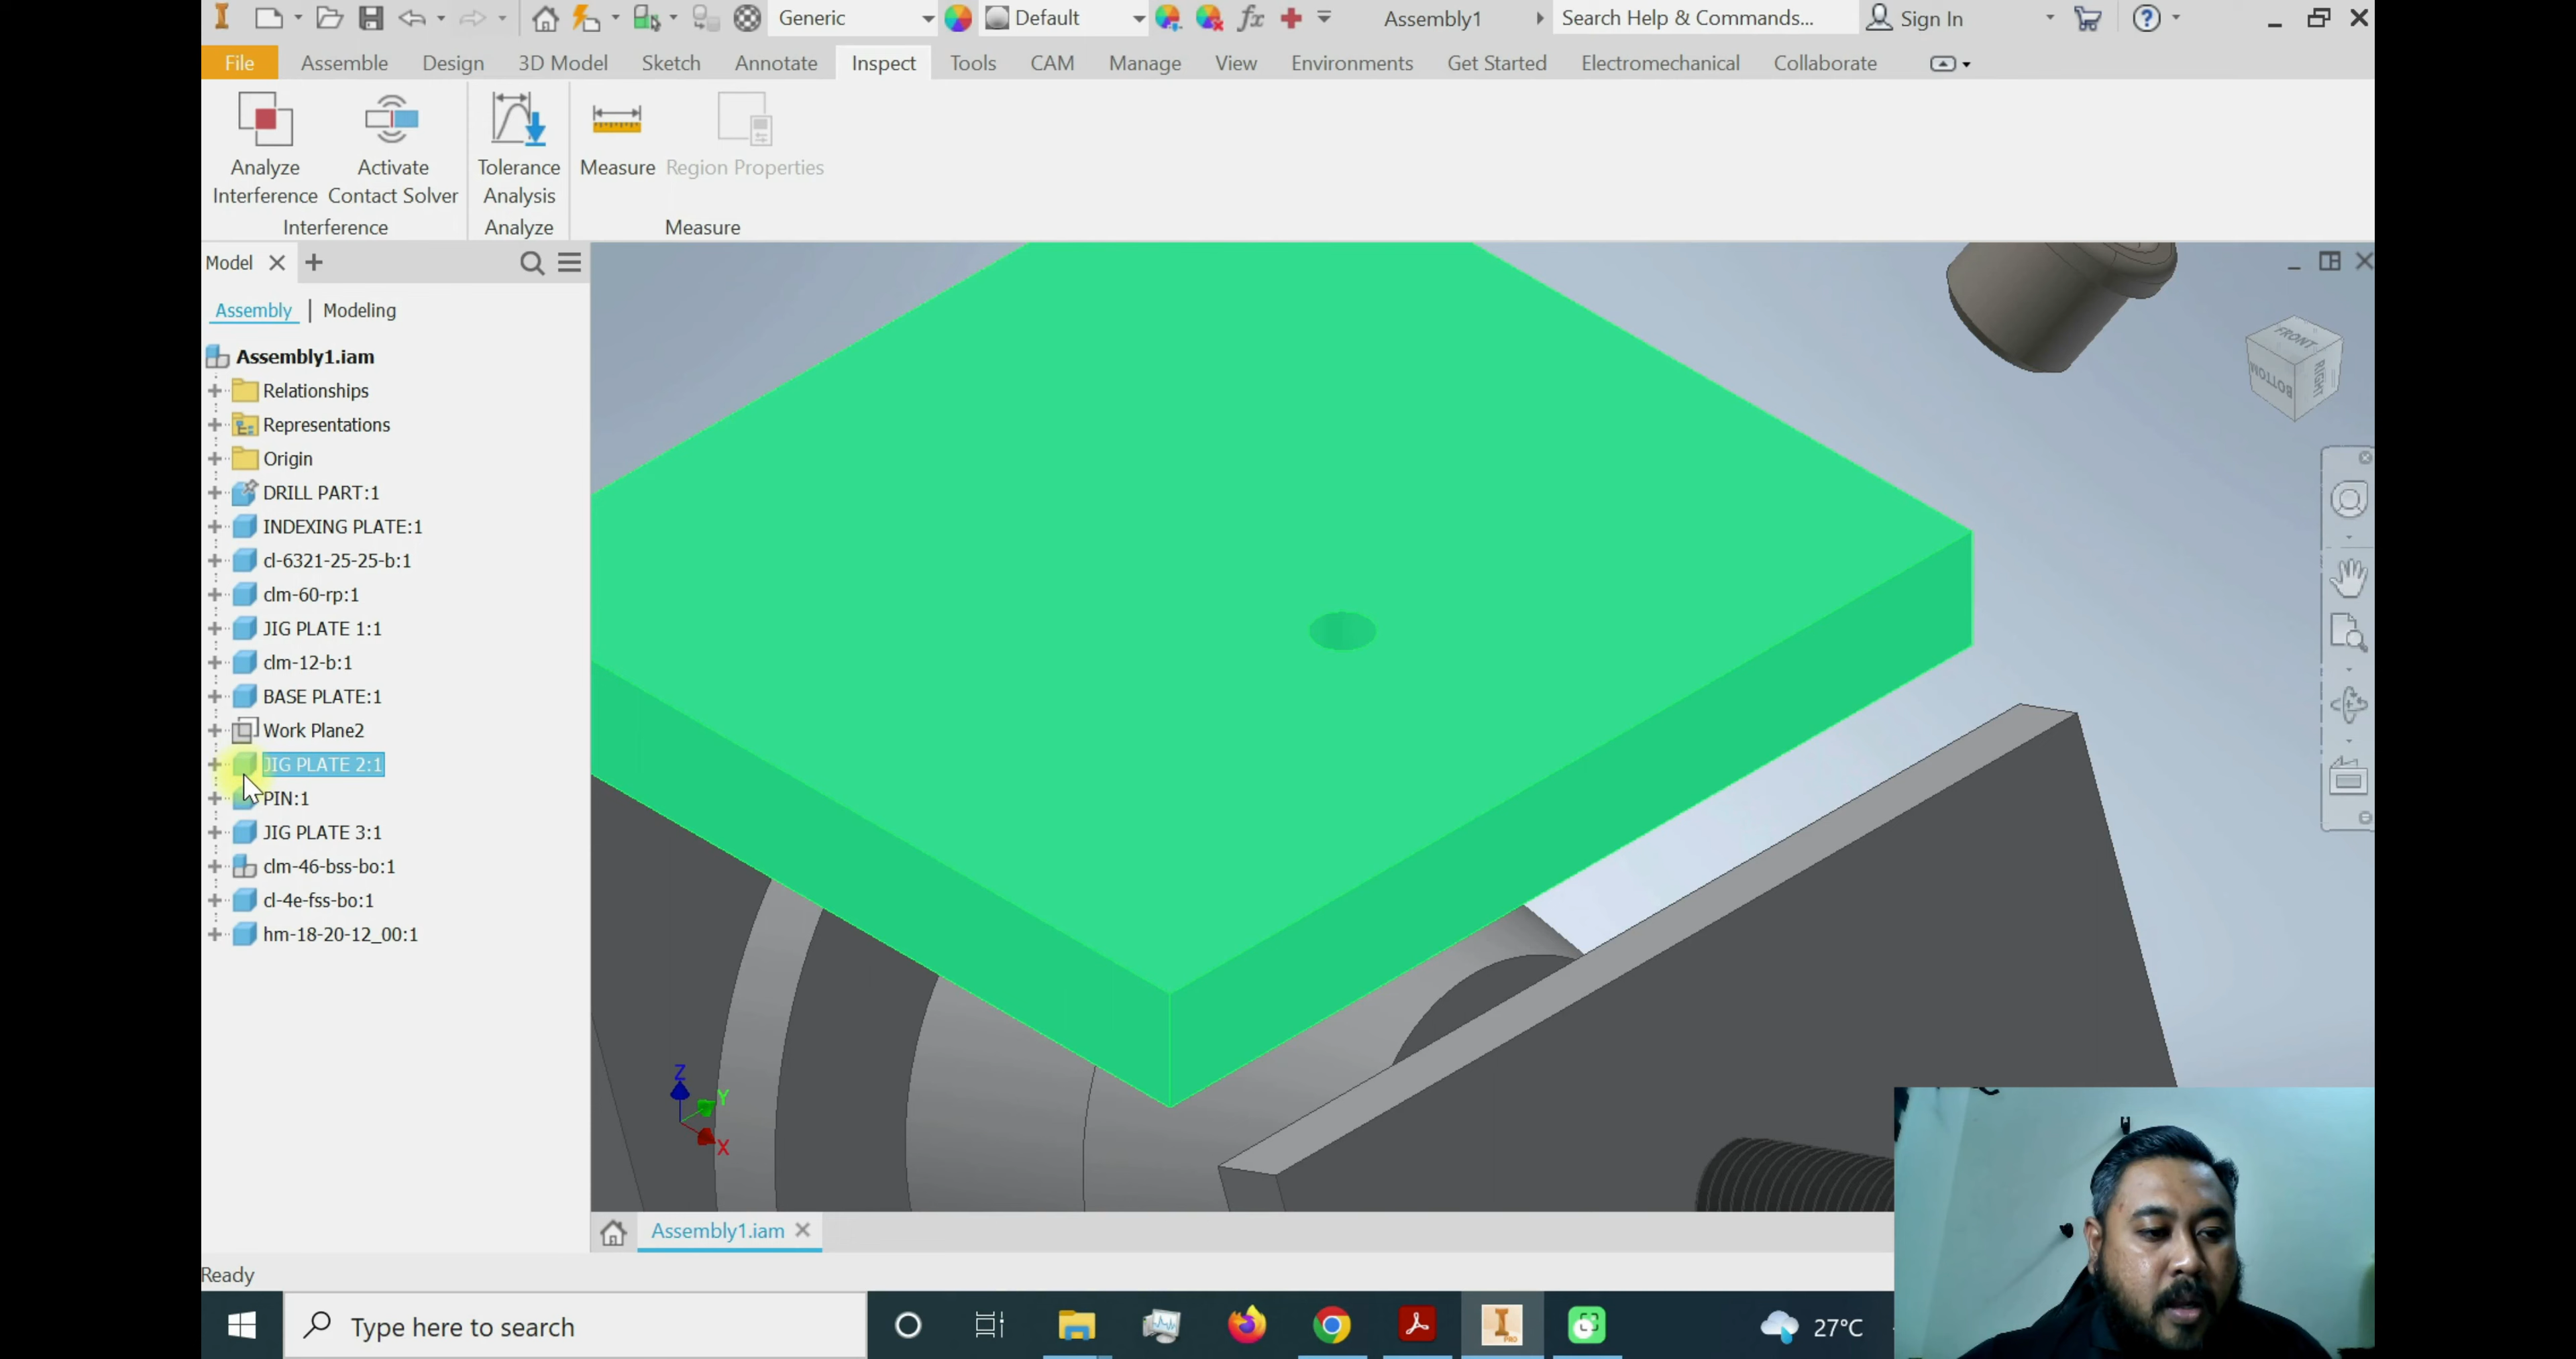 Generic
Default
Assembly1
Search Help & Commands...
Sign In
File
Assemble
Design
3D Model
Sketch
Annotate
Inspect
Tools
CAM
Manage
View
Environments
Get Started
Electromechanical
Collaborate
Analyze
Interference
Activate
Contact Solver
Tolerance
Analysis
Measure
Region Properties
Interference
Analyze
Measure
Model
Assembly | Modeling
Assembly1.iam
Relationships
Representations
Origin
DRILL PART:1
INDEXING PLATE:1
cl-6321-25-25-b:1
clm-60-rp:1
JIG PLATE 1:1
clm-12-b:1
BASE PLATE:1
Work Plane2
JIG PLATE 2:1
PIN:1
JIG PLATE 3:1
clm-46-bss-bo:1
cl-4e-fss-bo:1
hm-18-20-12_00:1
FRONT
BOTTOM
RIGHT
Z
Y
X
Assembly1.iam
Ready
Type here to search
PRO
27°C